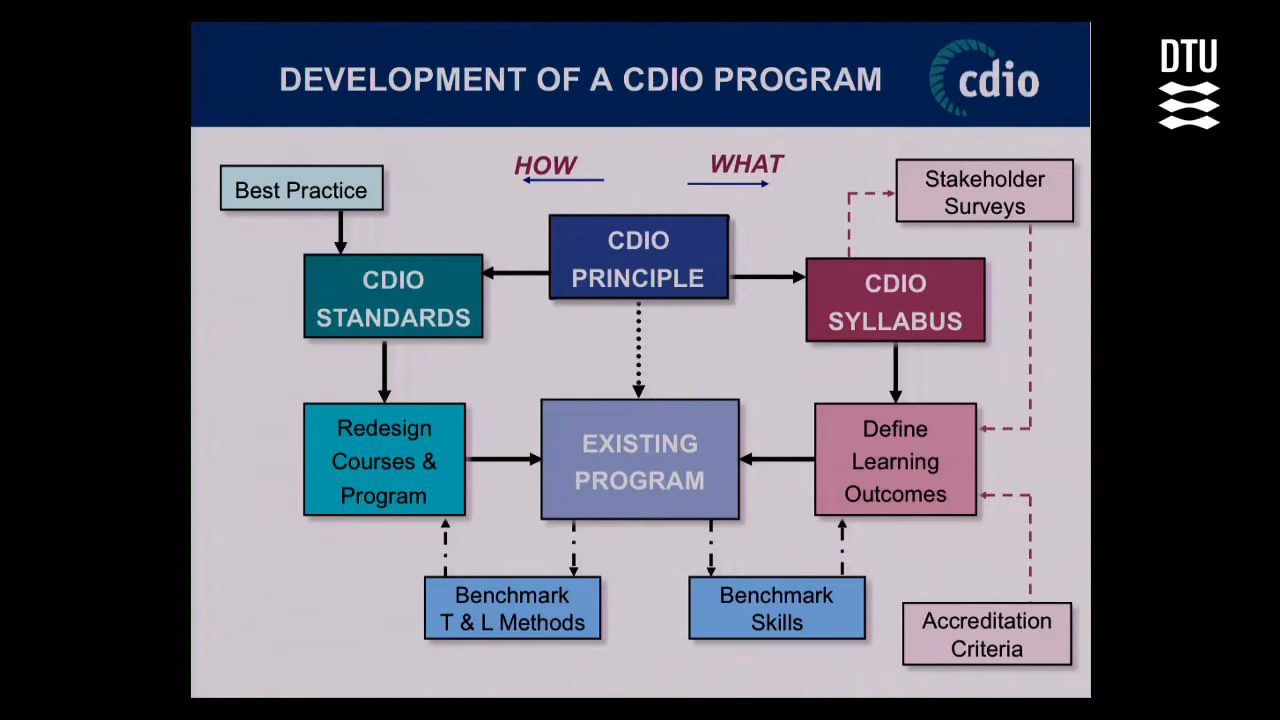 DEVELOPMENT OF A CDIO PROGRAM
cdio
DTU
HOW
WHAT
Best Practice
Stakeholder
Surveys
CDIO
PRINCIPLE
CDIO
STANDARDS
CDIO
SYLLABUS
Redesign
Courses &
Program
EXISTING
PROGRAM
Define
Learning
Outcomes
Benchmark
T & L Methods
Benchmark
Skills
Accreditation
Criteria